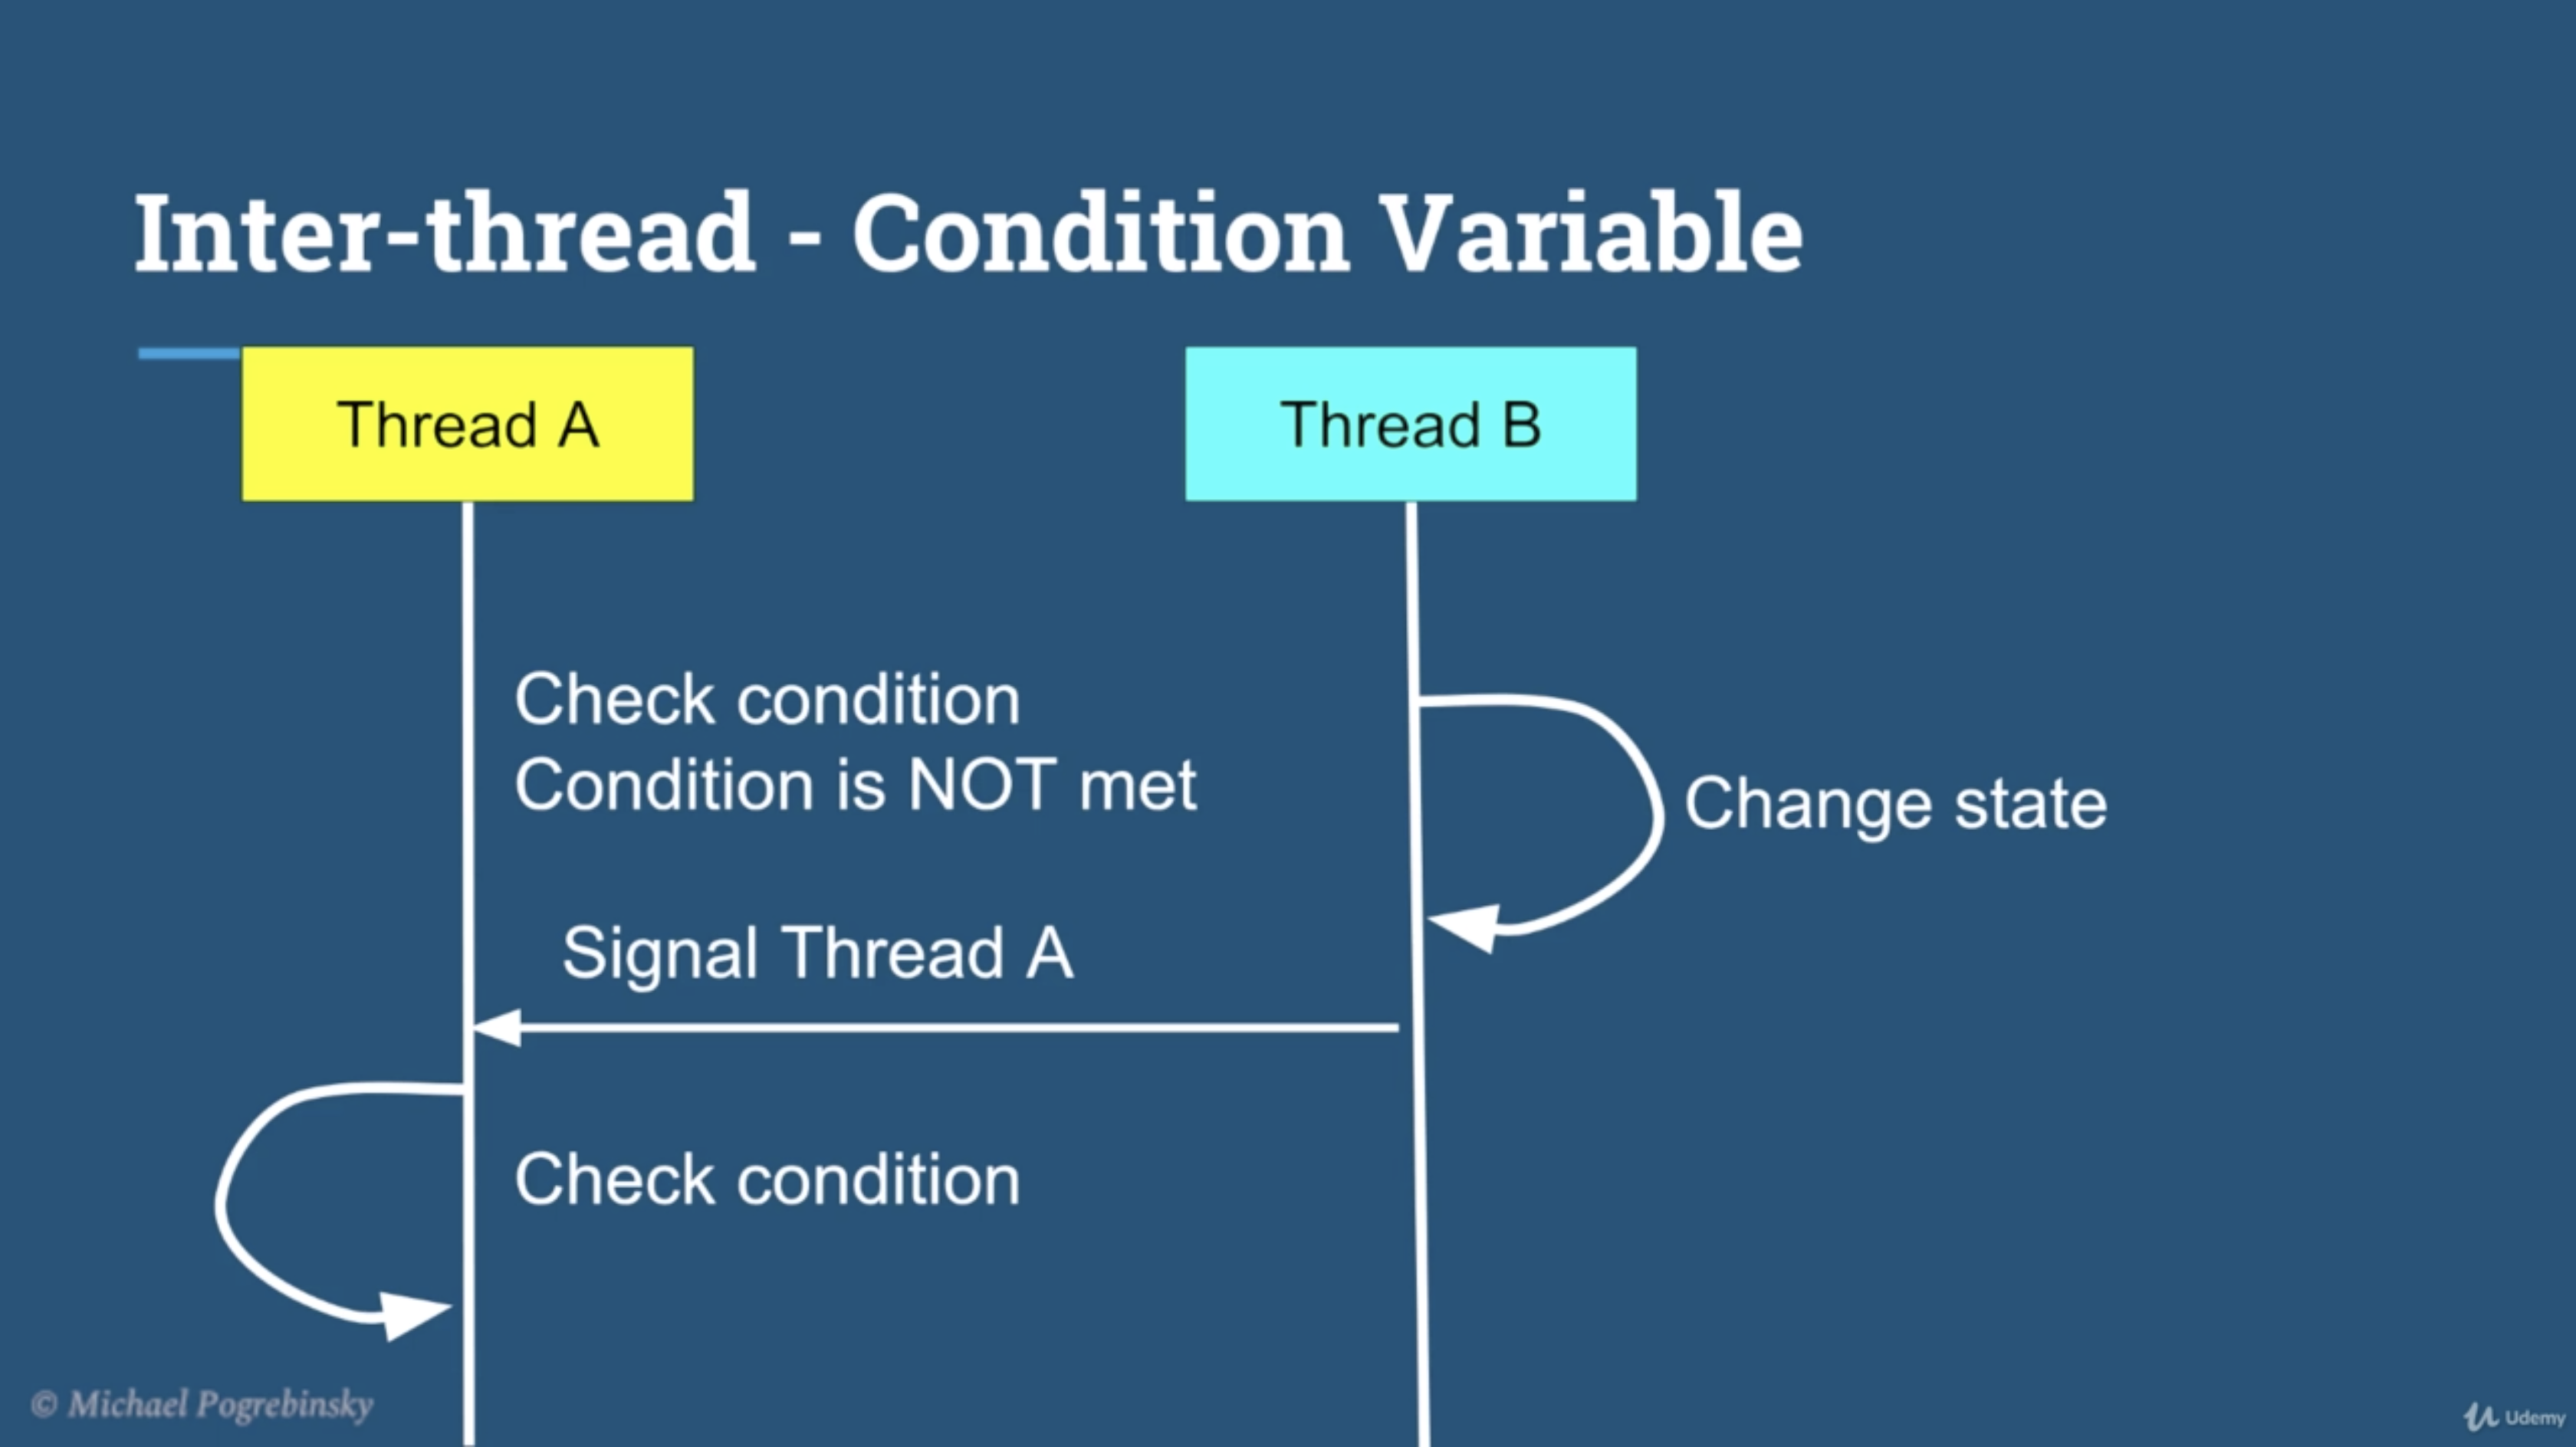 Inter-thread - Condition Variable
Thread A
Thread B
Check condition
Condition is NOT met
Change state
Signal Thread A
Check condition
© Michael Pogrebinsky
Udemy